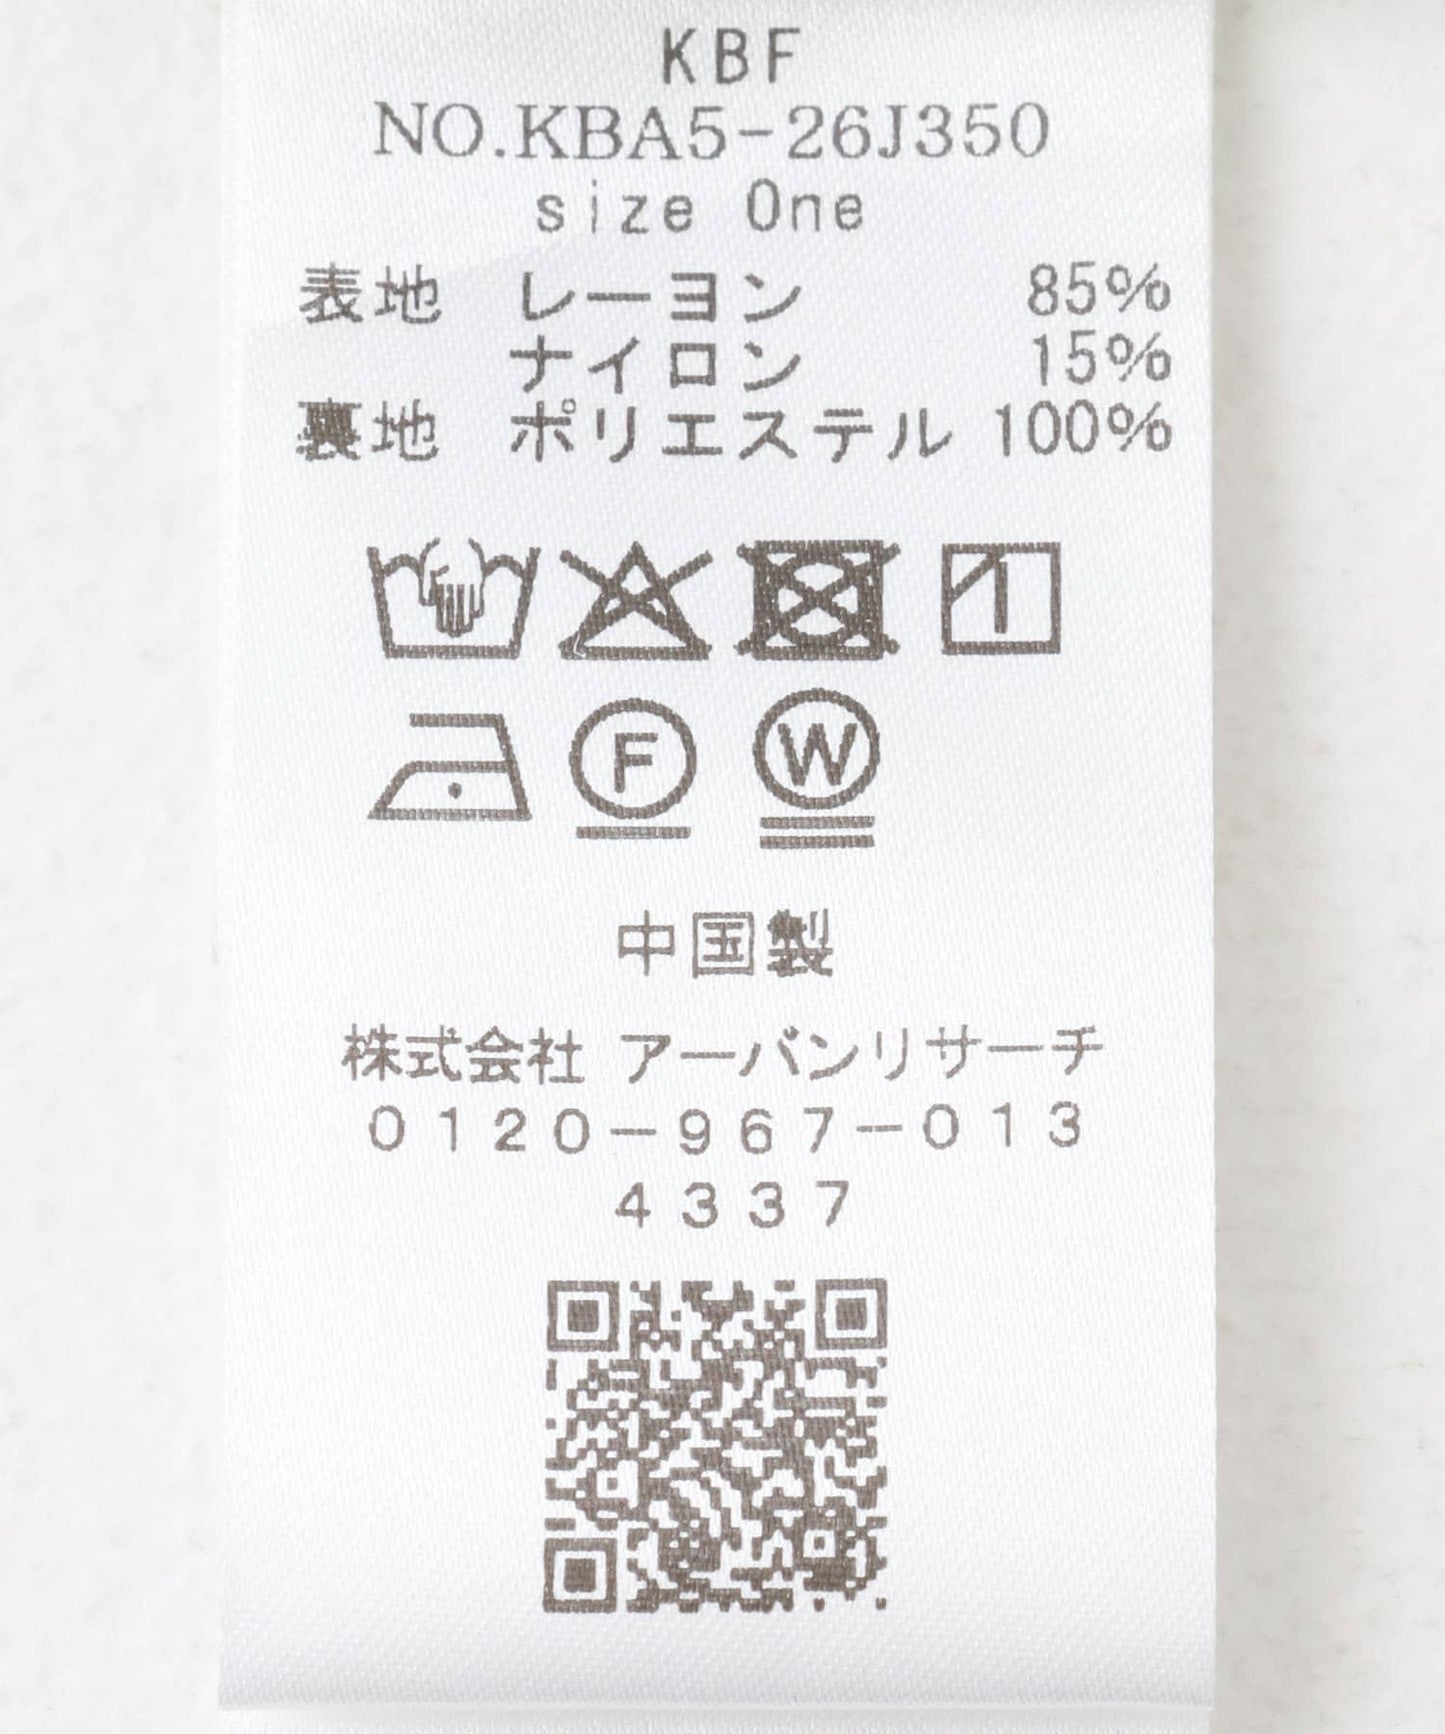 KBF
NO.KBA5-26J350
size One
表地 レーヨン 85%
ナイロン 15%
裏地 ポリエステル 100%
F W
中国製
株式会社 アーバンリサーチ
0120-967-013
4337